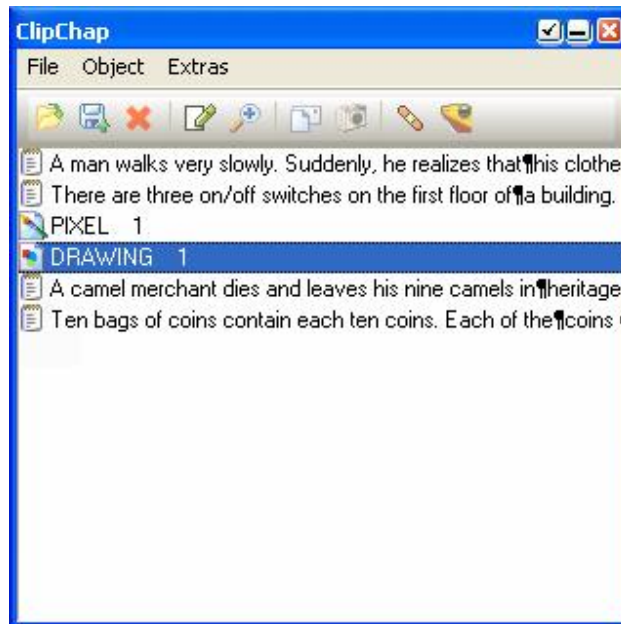 ClipChap
File Object Extras
A man walks very slowly. Suddenly, he realizes that¶his clothe
There are three on/off switches on the first floor of¶a building.
PIXEL 1
DRAWING 1
A camel merchant dies and leaves his nine camels in¶heritage
Ten bags of coins contain each ten coins. Each of the¶coins